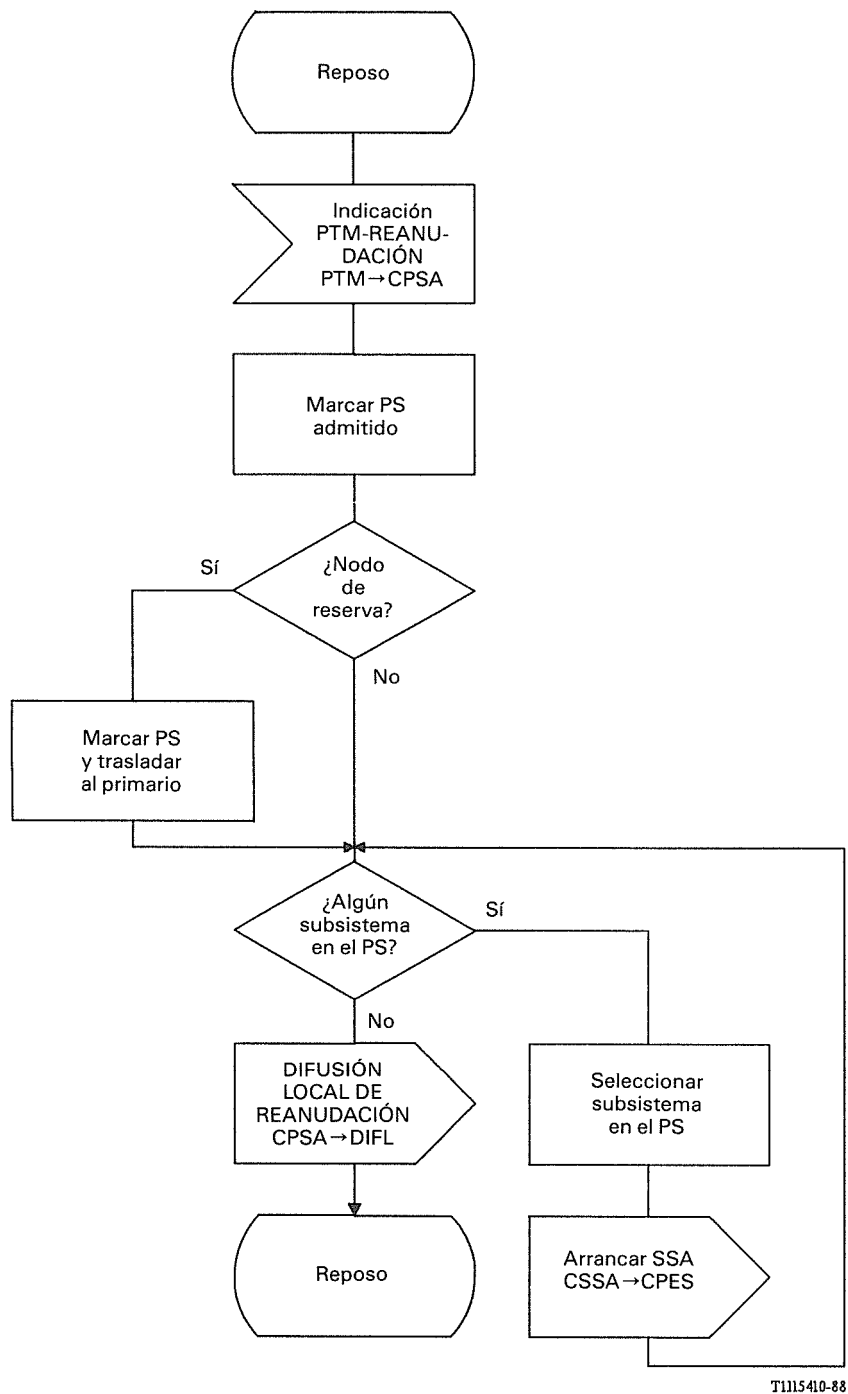 Reposo
Indicación
PTM-REANU-
DACIÓN
PTM→CPSA
Marcar PS
admitido
¿Nodo
de
reserva?
Sí
No
Marcar PS
y trasladar
al primario
¿Algún
subsistema
en el PS?
Sí
No
DIFUSIÓN
LOCAL DE
REANUDACIÓN
CPSA→DIFL
Seleccionar
subsistema
en el PS
Reposo
Arrancar SSA
CSSA→CPES
T1115410-88